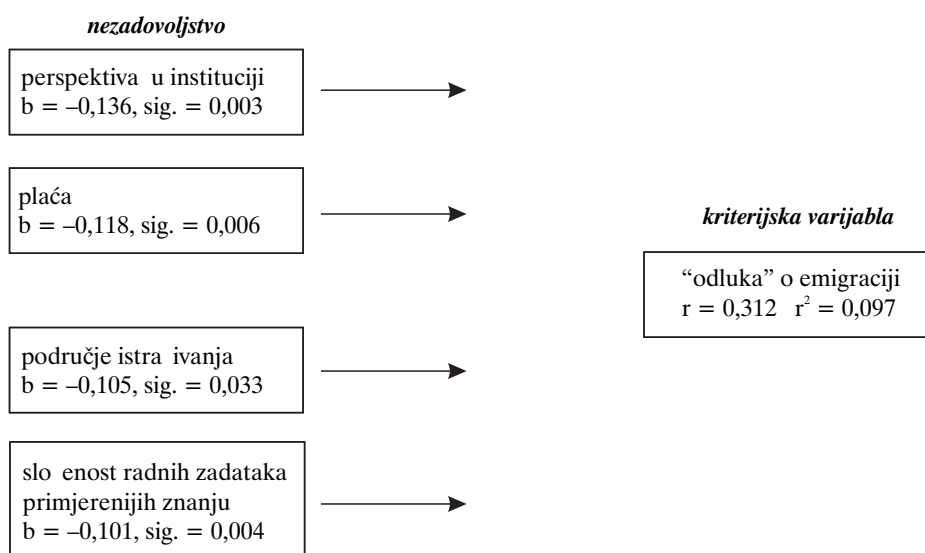 nezadovoljstvo
perspektiva u instituciji
b = –0,136, sig. = 0,003
plaća
b = –0,118, sig. = 0,006
kriterijska varijabla
“odluka” o emigraciji
r = 0,312 r² = 0,097
područje istra ivanja
b = –0,105, sig. = 0,033
slo enost radnih zadataka
primjerenijih znanju
b = –0,101, sig. = 0,004